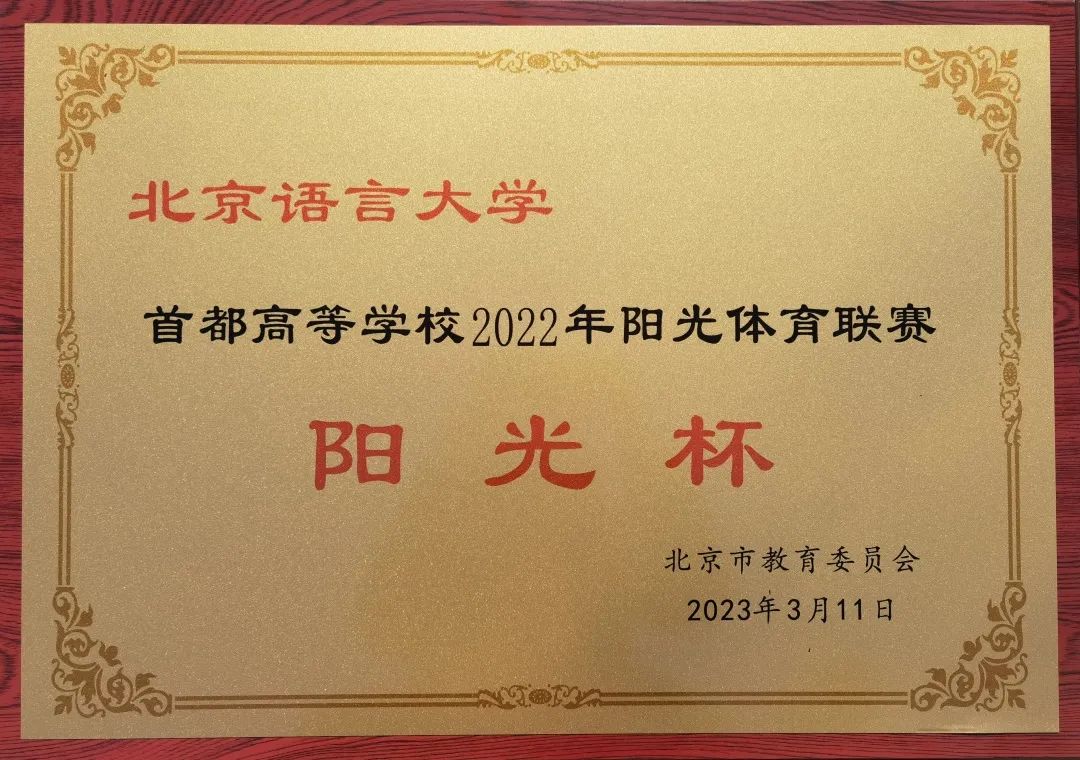 北京语言大学
首都高等学校2022年阳光体育联赛
阳光杯
北京市教育委员会
2023年3月11日